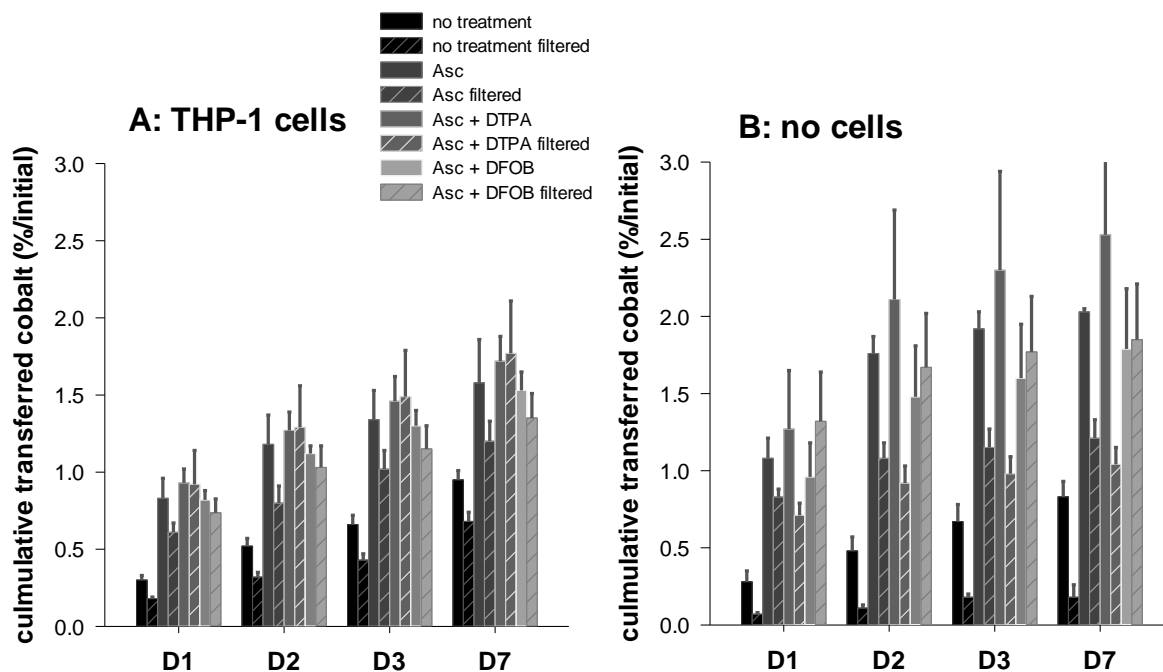 no treatment
no treatment filtered
Asc
Asc filtered
Asc + DTPA
Asc + DTPA filtered
Asc + DFOB
Asc + DFOB filtered
A: THP-1 cells
culmulative transferred cobalt (%/initial)
3.0
2.5
2.0
1.5
1.0
0.5
0.0
D1 D2 D3 D7
B: no cells
culmulative transferred cobalt (%/initial)
3.0
2.5
2.0
1.5
1.0
0.5
0.0
D1 D2 D3 D7